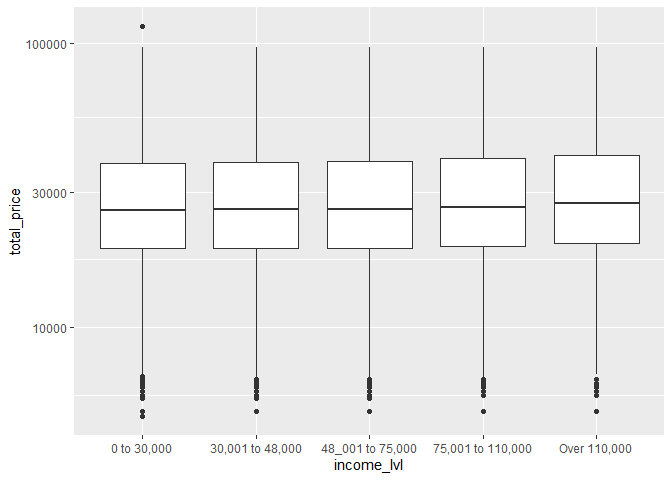 100000
30000
10000
total_price
0 to 30,000
30,001 to 48,000
48_001 to 75,000
75,001 to 110,000
Over 110,000
income_lvl